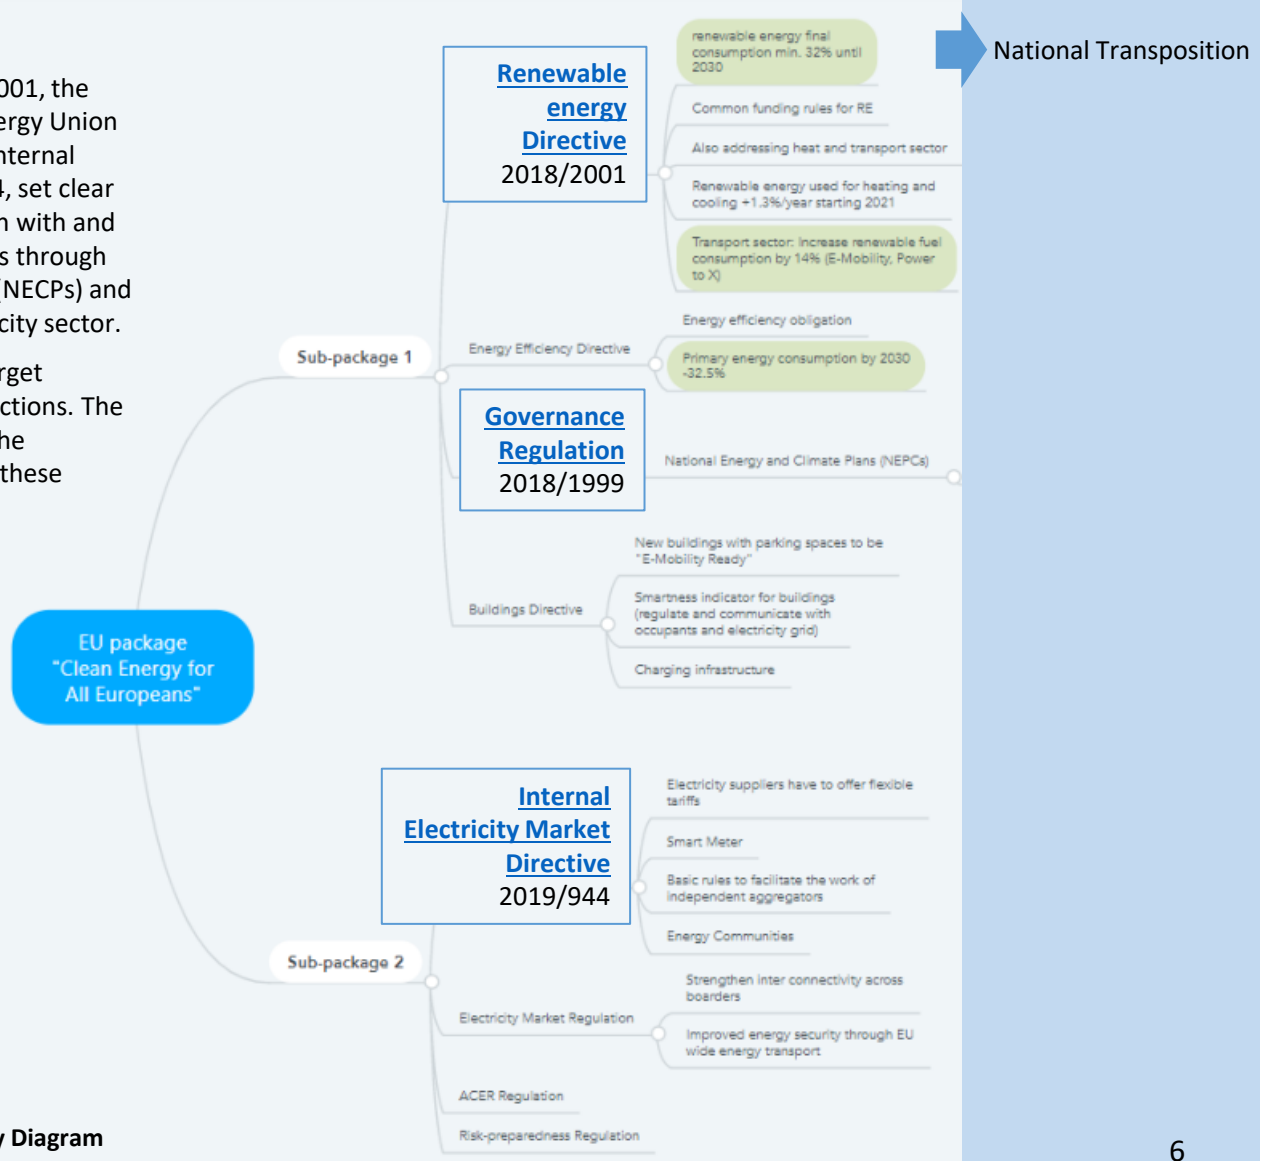 001, the
ergy Union
nternal
4, set clear
n with and
s through
(NECPs) and
city sector.
rget
ctions. The
he
these
EU package
"Clean Energy for
All Europeans"
Sub-package 1
Renewable
energy
Directive
2018/2001
renewable energy final
consumption min. 32% until
2030
Common funding rules for RE
Also addressing heat and transport sector
Renewable energy used for heating and
cooling +1.3%/year starting 2021
Transport sector: Increase renewable fuel
consumption by 14% (E-Mobility, Power
to X)
Energy Efficiency Directive
Energy efficiency obligation
Primary energy consumption by 2030
-32.5%
Governance
Regulation
2018/1999
National Energy and Climate Plans (NEPCs)
Buildings Directive
New buildings with parking spaces to be
"E-Mobility Ready"
Smartness indicator for buildings
(regulate and communicate with
occupants and electricity grid)
Charging infrastructure
Sub-package 2
Internal
Electricity Market
Directive
2019/944
Electricity suppliers have to offer flexible
tariffs
Smart Meter
Basic rules to facilitate the work of
independent aggregators
Energy Communities
Electricity Market Regulation
Strengthen inter connectivity across
boarders
Improved energy security through EU
wide energy transport
ACER Regulation
Risk-preparedness Regulation
National Transposition
y Diagram
6